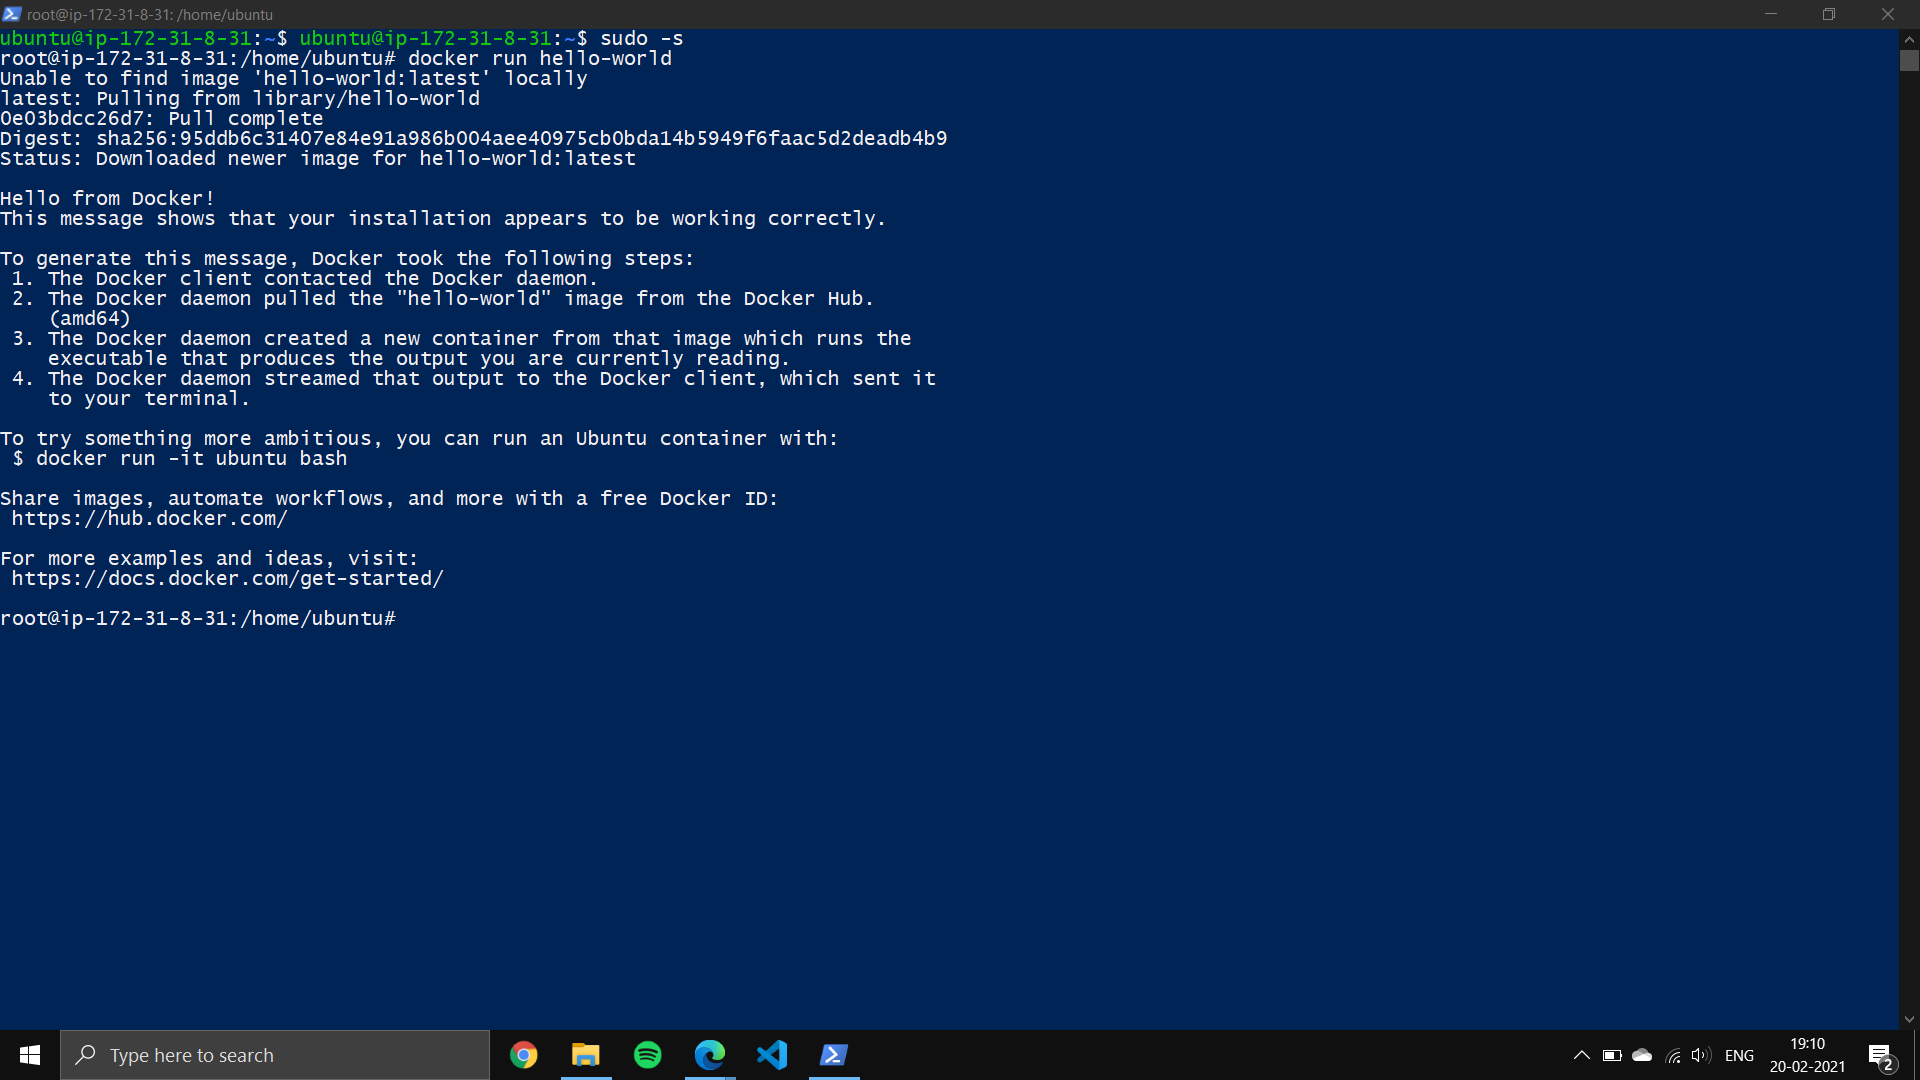 root@ip-172-31-8-31: /home/ubuntu
ubuntu@ip-172-31-8-31:~$ ubuntu@ip-172-31-8-31:~$ sudo -s
root@ip-172-31-8-31:/home/ubuntu# docker run hello-world
Unable to find image 'hello-world:latest' locally
latest: Pulling from library/hello-world
0e03bdcc26d7: Pull complete
Digest: sha256:95ddb6c31407e84e91a986b004aee40975cb0bda14b5949f6faac5d2deadb4b9
Status: Downloaded newer image for hello-world:latest
Hello from Docker!
This message shows that your installation appears to be working correctly.
To generate this message, Docker took the following steps:
1. The Docker client contacted the Docker daemon.
2. The Docker daemon pulled the "hello-world" image from the Docker Hub.
(amd64)
3. The Docker daemon created a new container from that image which runs the
executable that produces the output you are currently reading.
4. The Docker daemon streamed that output to the Docker client, which sent it
to your terminal.
To try something more ambitious, you can run an Ubuntu container with:
$ docker run -it ubuntu bash
Share images, automate workflows, and more with a free Docker ID:
https://hub.docker.com/
For more examples and ideas, visit:
https://docs.docker.com/get-started/
root@ip-172-31-8-31:/home/ubuntu#
Type here to search
ENG
19:10
20-02-2021
2